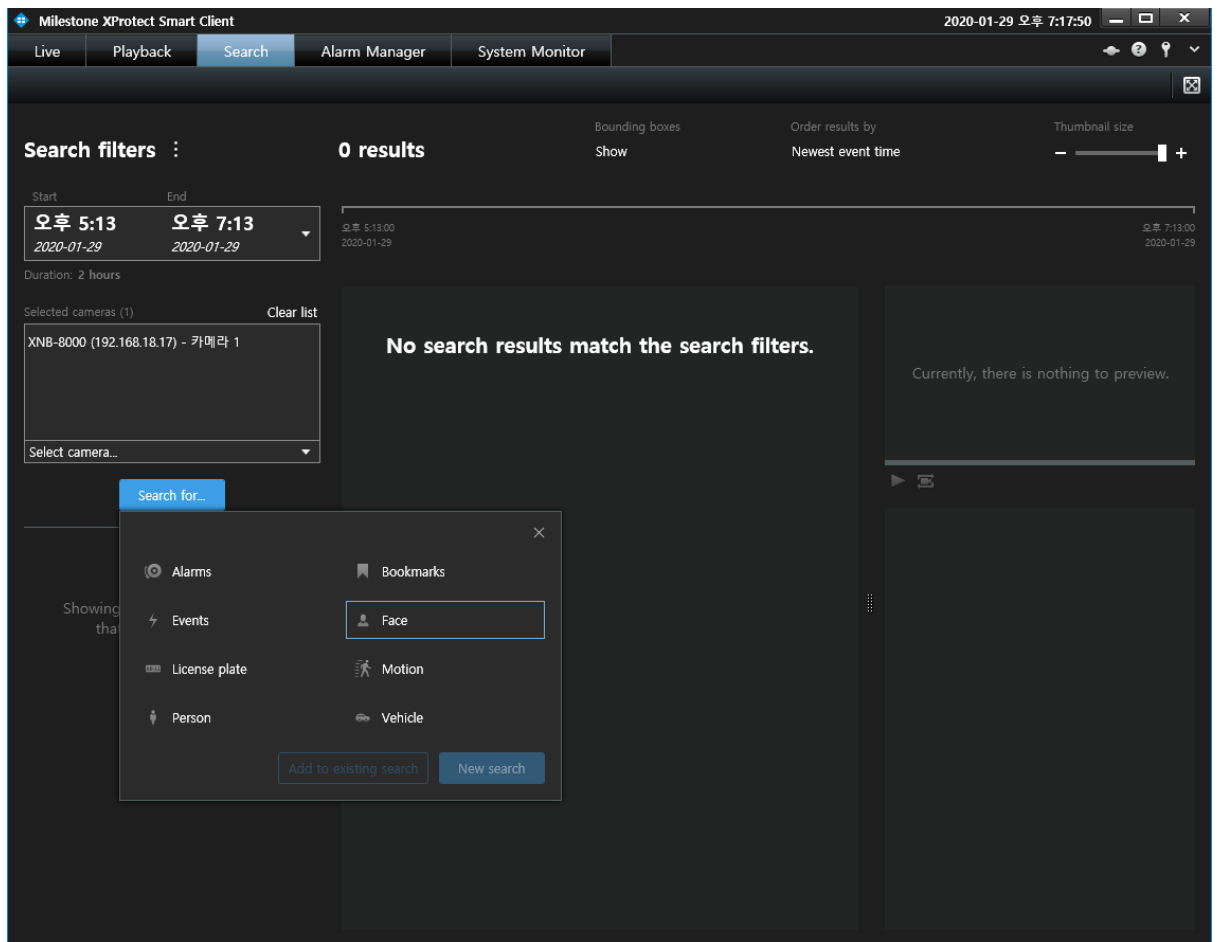 Milestone XProtect Smart Client
2020-01-29 오후 7:17:50
Live
Playback
Search
Alarm Manager
System Monitor
Search filters
0 results
Bounding boxes
Show
Order results by
Newest event time
Thumbnail size
Start
End
오후 5:13
오후 7:13
2020-01-29
2020-01-29
Duration: 2 hours
오후 5:13:00
2020-01-29
오후 7:13:00
2020-01-29
Selected cameras (1)
Clear list
XNB-8000 (192.168.18.17) - 카메라 1
Select camera...
Search for...
No search results match the search filters.
Currently, there is nothing to preview.
Showing
tha
Alarms
Bookmarks
Events
Face
License plate
Motion
Person
Vehicle
Add to existing search
New search